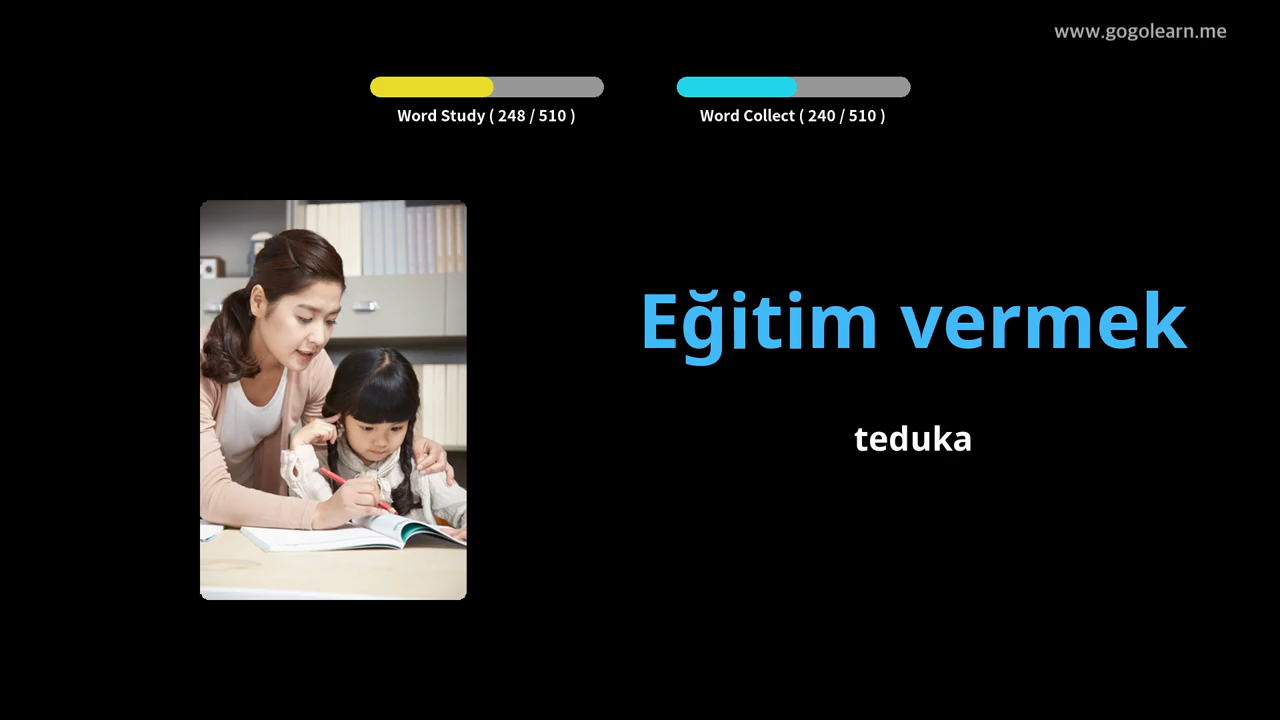 www.gogolearn.me
Word Study ( 248 / 510 )
Word Collect ( 240 / 510 )
Eğitim vermek
teduka